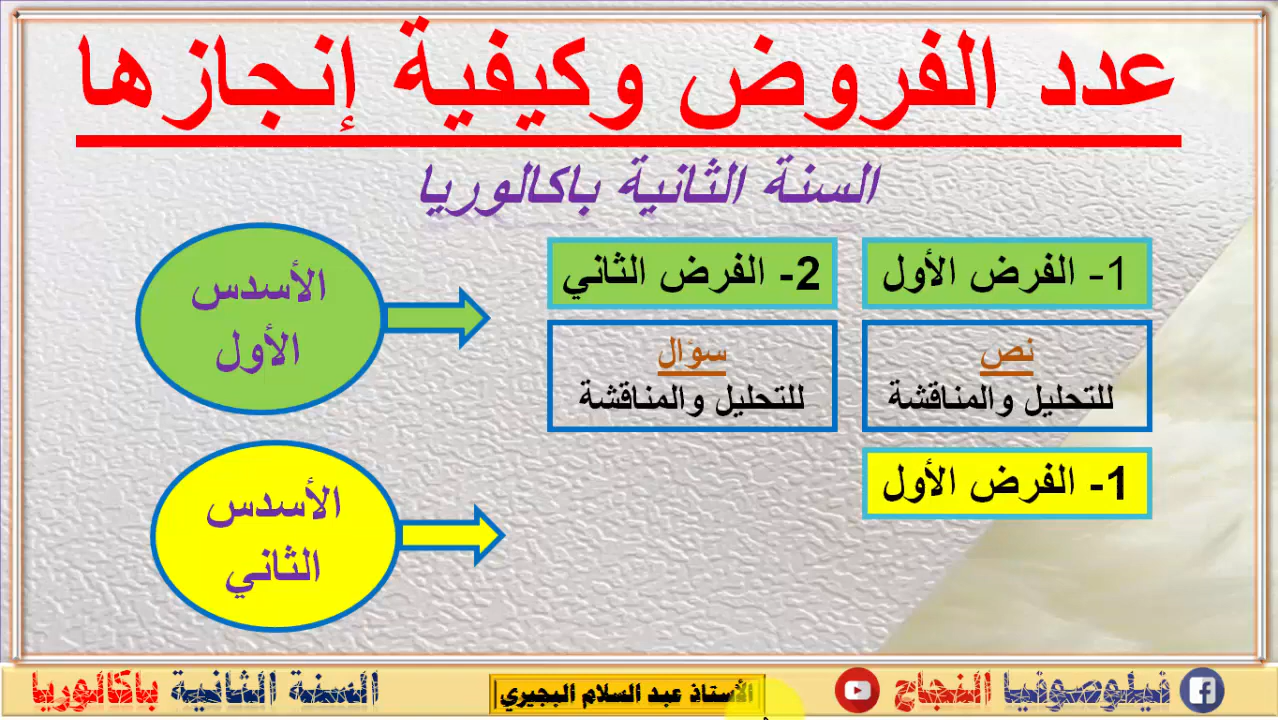 عدد الفروض وكيفية إنجازها
السنة الثانية باكالوريا
1- الفرض الأول
2- الفرض الثاني
الأسدس
الأول
نص
للتحليل والمناقشة
سؤال
للتحليل والمناقشة
1- الفرض الأول
الأسدس
الثاني
فيلوصوفيا النجاح
الأستاذ عبد السلام البجيري
السنة الثانية باكالوريا